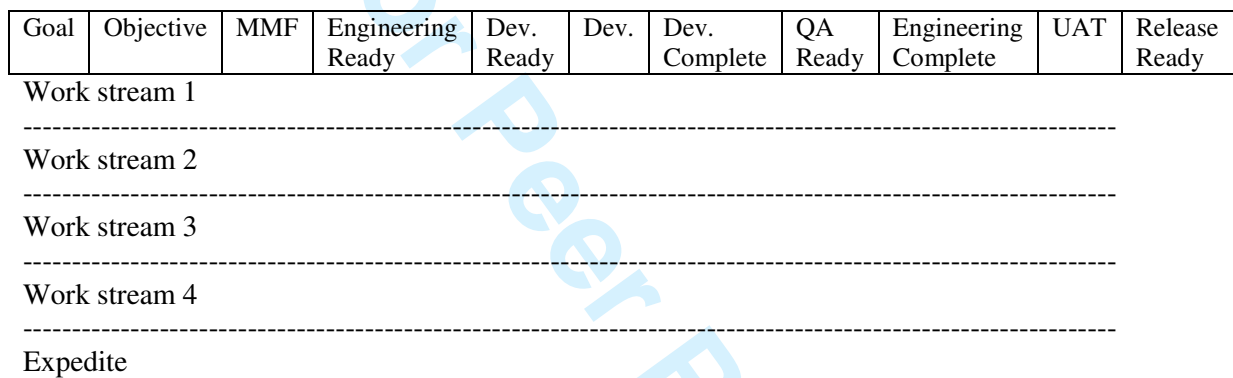 Goal Objective MMF Engineering Ready Dev. Ready Dev. Dev. Complete QA Ready Engineering Complete UAT Release Ready
Work stream 1
--------------------------------------------------------------------------------------------------------------
Work stream 2
--------------------------------------------------------------------------------------------------------------
Work stream 3
--------------------------------------------------------------------------------------------------------------
Work stream 4
--------------------------------------------------------------------------------------------------------------
Expedite
Peer